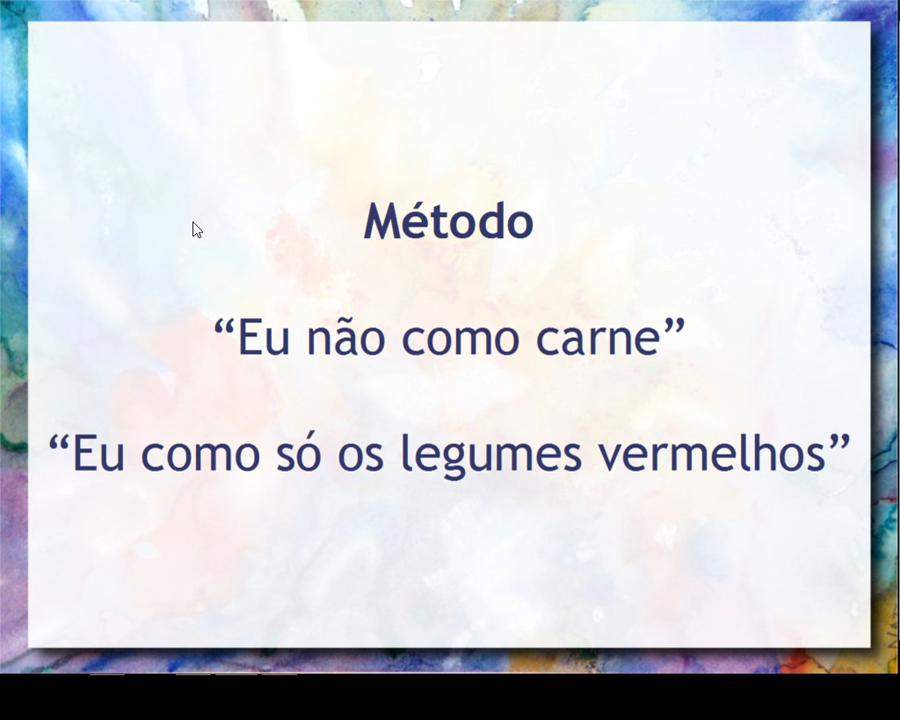 Método
“Eu não como carne”
“Eu como só os legumes vermelhos”